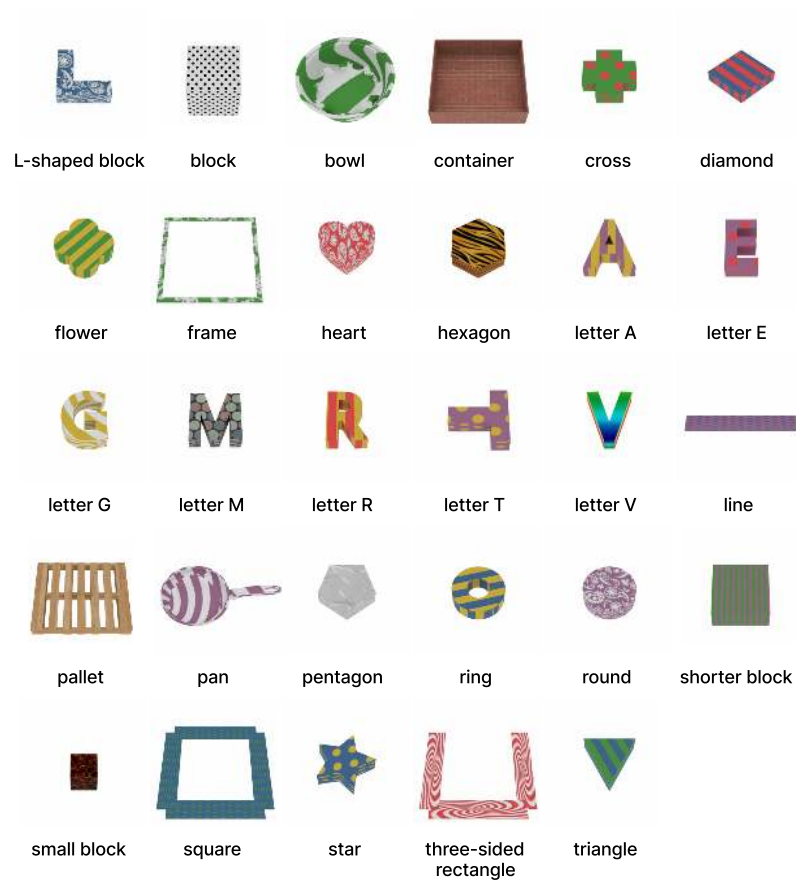 L-shaped block
block
bowl
container
cross
diamond
flower
frame
heart
hexagon
letter A
letter E
letter G
letter M
letter R
letter T
letter V
line
pallet
pan
pentagon
ring
round
shorter block
small block
square
star
three-sided
rectangle
triangle